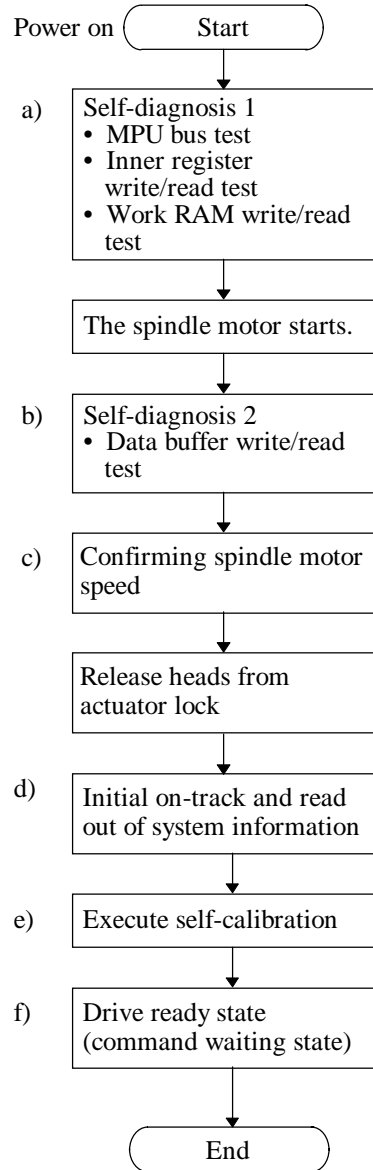 Power on
Start
a)
Self-diagnosis 1
• MPU bus test
• Inner register
write/read test
• Work RAM write/read
test
The spindle motor starts.
b)
Self-diagnosis 2
• Data buffer write/read
test
c)
Confirming spindle motor
speed
Release heads from
actuator lock
d)
Initial on-track and read
out of system information
e)
Execute self-calibration
f)
Drive ready state
(command waiting state)
End